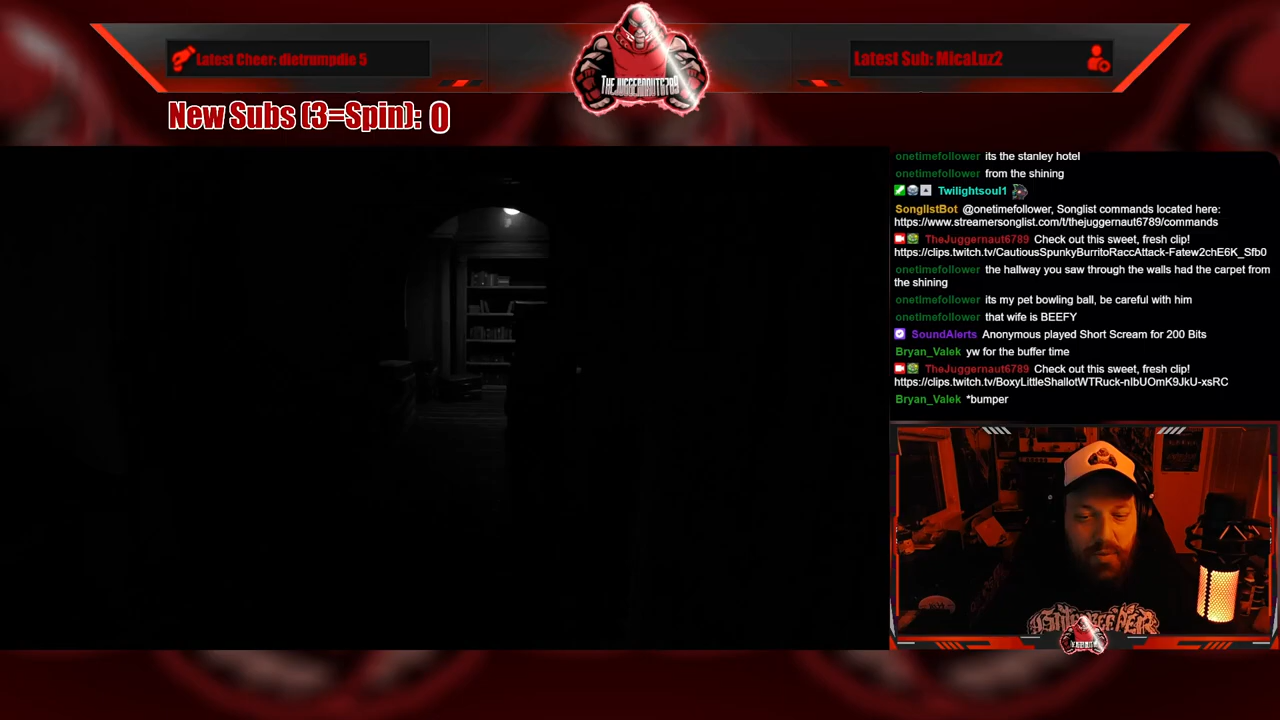 Latest Cheer: dietrumpdie 5
THEJUGGERNAUT6789
Latest Sub: MicaLuz2
New Subs (3=Spin): 0
onetimefollower its the stanley hotel
onetimefollower from the shining
Twilightsoul1
SonglistBot @onetimefollower, Songlist commands located here:
https://www.streamersonglist.com/t/thejuggernaut6789/commands
TheJuggernaut6789 Check out this sweet, fresh clip!
https://clips.twitch.tv/CautiousSpunkyBurritoRaccAttack-Fatew2chE6K_Sfb0
onetimefollower the hallway you saw through the walls had the carpet from
the shining
onetimefollower its my pet bowling ball, be careful with him
onetimefollower that wife is BEEFY
SoundAlerts Anonymous played Short Scream for 200 Bits
Bryan_Valek yw for the buffer time
TheJuggernaut6789 Check out this sweet, fresh clip!
https://clips.twitch.tv/BoxyLittleShallotWTRuck-nIbUOmK9JkU-xsRC
Bryan_Valek *bumper